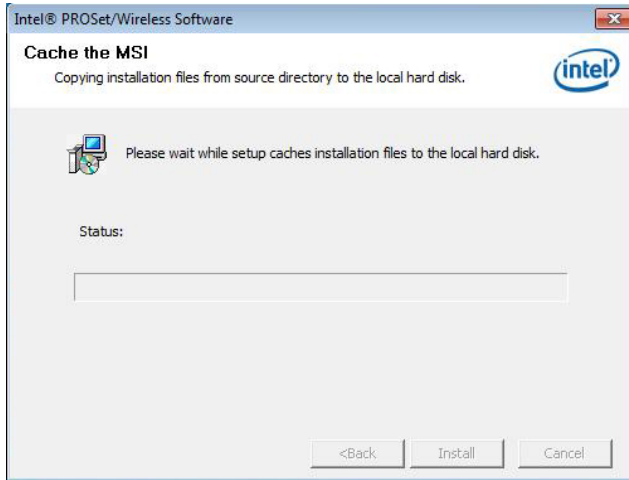 Intel® PROSet/Wireless Software
Cache the MSI
Copying installation files from source directory to the local hard disk.
intel
Please wait while setup caches installation files to the local hard disk.
Status:
<Back
Install
Cancel